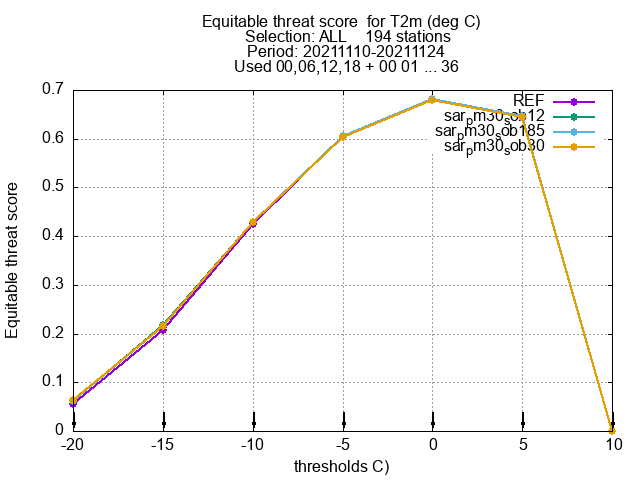 Equitable threat score for T2m (deg C)
Selection: ALL 194 stations
Period: 20211110-20211124
Used 00,06,12,18 + 00 01 ... 36
Equitable threat score
0.7
0.6
0.5
0.4
0.3
0.2
0.1
0
REF
sarpm30sob12
sarpm30sob185
sarpm30sob30
-20 -15 -10 -5 0 5 10
thresholds C)